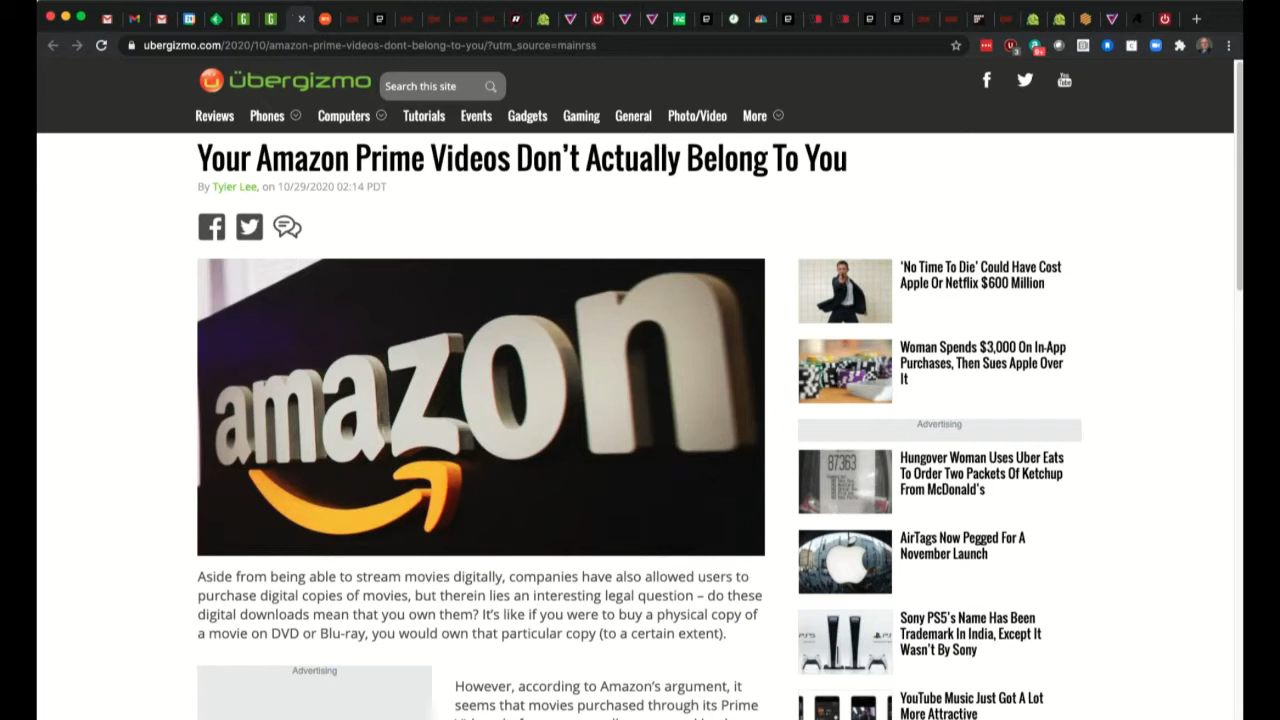 ubergizmo.com/2020/10/amazon-prime-videos-dont-belong-to-you/?utm_source=mainrss
übergizmo
Search this site
Reviews Phones Computers Tutorials Events Gadgets Gaming General Photo/Video More
Your Amazon Prime Videos Don't Actually Belong To You
By Tyler Lee, on 10/29/2020 02:14 PDT
amazon
Aside from being able to stream movies digitally, companies have also allowed users to
purchase digital copies of movies, but therein lies an interesting legal question – do these
digital downloads mean that you own them? It's like if you were to buy a physical copy of
a movie on DVD or Blu-ray, you would own that particular copy (to a certain extent).
Advertising
However, according to Amazon's argument, it
seems that movies purchased through its Prime
'No Time To Die' Could Have Cost
Apple Or Netflix $600 Million
Woman Spends $3,000 On In-App
Purchases, Then Sues Apple Over
It
Advertising
87363
Hungover Woman Uses Uber Eats
To Order Two Packets Of Ketchup
From McDonald's
AirTags Now Pegged For A
November Launch
Sony PS5's Name Has Been
Trademark In India, Except It
Wasn't By Sony
YouTube Music Just Got A Lot
More Attractive